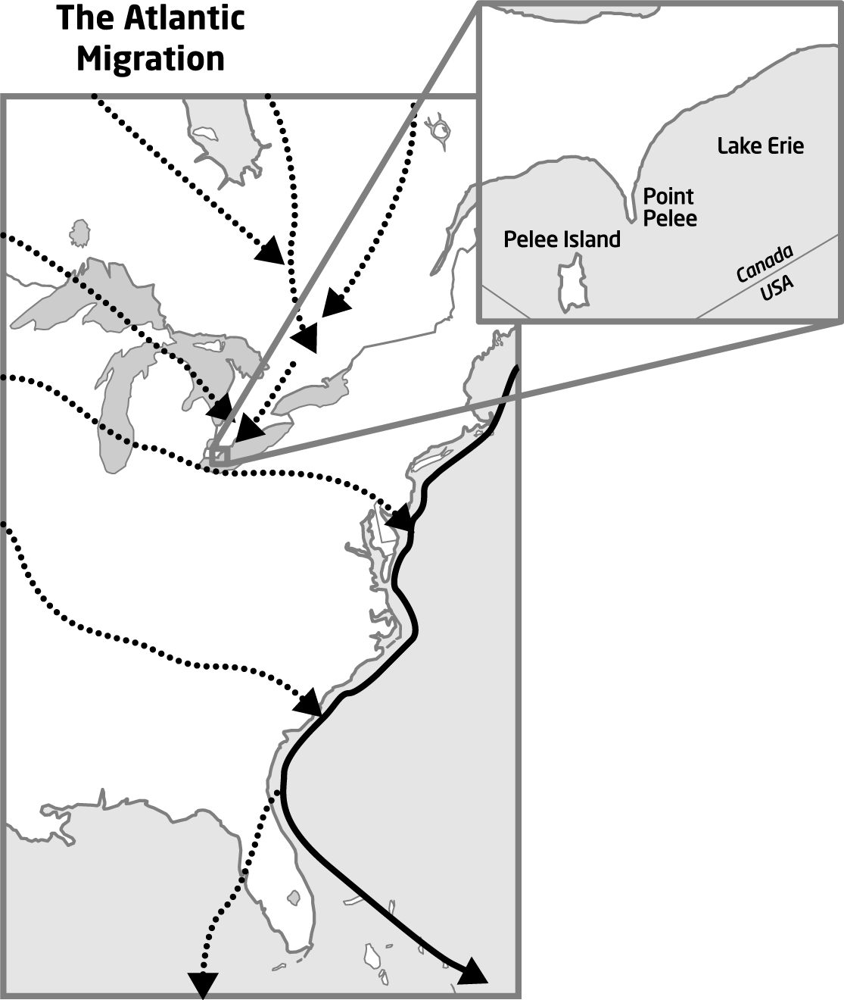 The Atlantic
Migration
Lake Erie
Point
Pelee
Pelee Island
Canada
USA